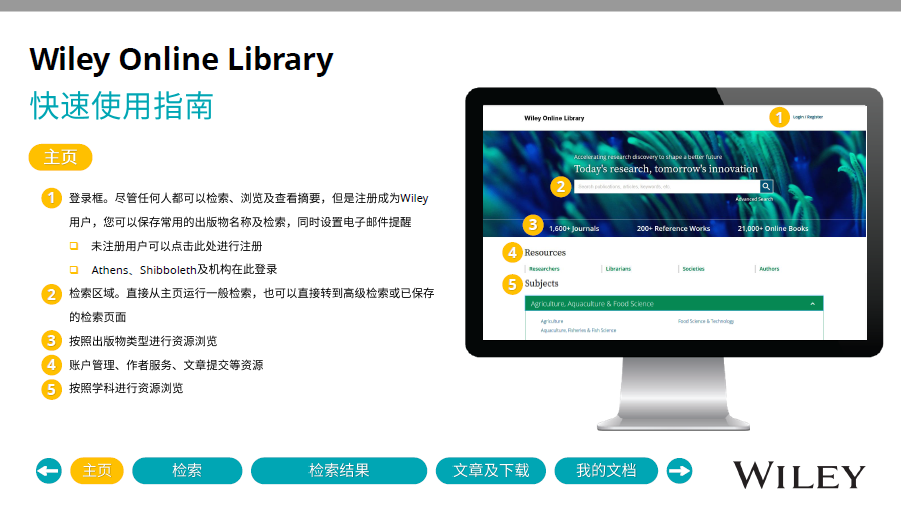 Wiley Online Library
快速使用指南
主页
1 登录框。尽管任何人都可以检索、浏览及查看摘要，但是注册成为Wiley
用户，您可以保存常用的出版物名称及检索，同时设置电子邮件提醒
未注册用户可以点击此处进行注册
Athens、Shibboleth及机构在此登录
2 检索区域。直接从主页运行一般检索，也可以直接转到高级检索或已保存
的检索页面
3 按照出版物类型进行资源浏览
4 账户管理、作者服务、文章提交等资源
5 按照学科进行资源浏览
Wiley Online Library
1 Login / Register
Accelerating research discovery to shape a better future
Today's research, tomorrow's innovation
2 Search publications, articles, keywords, etc.
Advanced Search
3 1,600+ Journals 200+ Reference Works 21,000+ Online Books
4 Resources
Researchers Librarians Societies Authors
5 Subjects
Agriculture, Aquaculture & Food Science
Agriculture Food Science & Technology
Aquaculture, Fisheries & Fish Science
主页 检索 检索结果 文章及下载 我的文档
WILEY